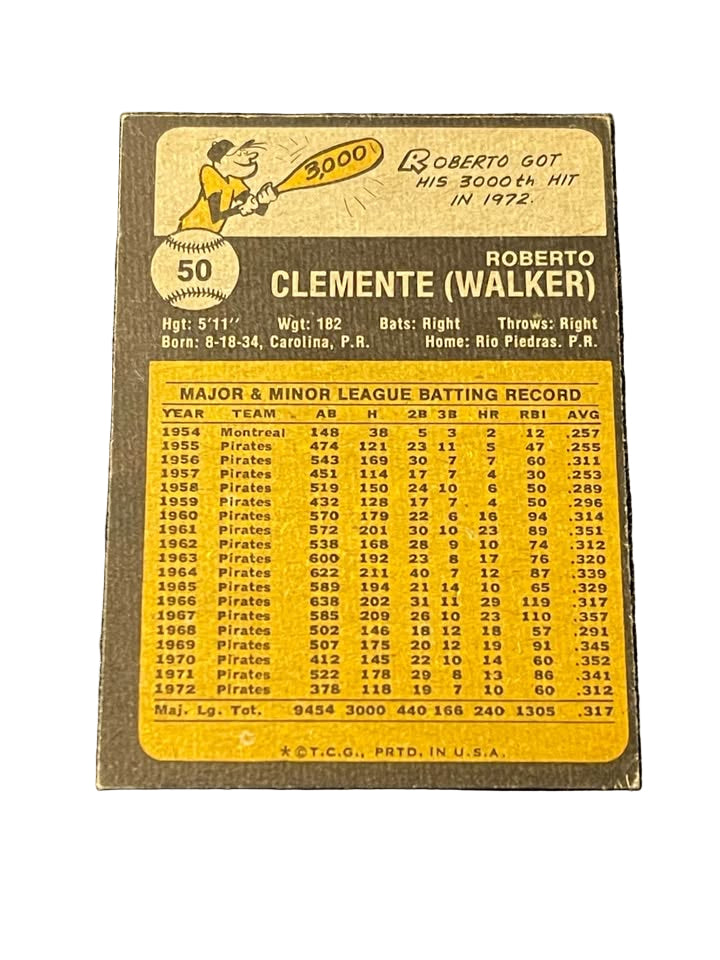 3,000
ROBERTO GOT
HIS 3000th HIT
IN 1972.
50
ROBERTO
CLEMENTE (WALKER)
Hgt: 5'11" Wgt: 182 Bats: Right Throws: Right
Born: 8-18-34, Carolina, P.R. Home: Rio Piedras. P.R.
MAJOR & MINOR LEAGUE BATTING RECORD
YEAR TEAM AB H 2B 3B HR RBI AVG
1954 Montreal 148 38 5 3 2 12 .257
1955 Pirates 474 121 23 11 5 47 .255
1956 Pirates 543 169 30 7 7 60 .311
1957 Pirates 451 114 17 7 4 30 .253
1958 Pirates 519 150 24 10 6 50 .289
1959 Pirates 432 128 17 7 4 50 .296
1960 Pirates 570 179 22 6 16 94 .314
1961 Pirates 572 201 30 10 23 89 .351
1962 Pirates 538 168 28 9 10 74 .312
1963 Pirates 600 192 23 8 17 76 .320
1964 Pirates 622 211 40 7 12 87 .339
1965 Pirates 589 194 21 14 10 65 .329
1966 Pirates 638 202 31 11 29 119 .317
1967 Pirates 585 209 26 10 23 110 .357
1968 Pirates 502 146 18 12 18 57 .291
1969 Pirates 507 175 20 12 19 91 .345
1970 Pirates 412 145 22 10 14 60 .352
1971 Pirates 522 178 29 8 13 86 .341
1972 Pirates 378 118 19 7 10 60 .312
Maj. Lg. Tot. 9454 3000 440 166 240 1305 .317
*©T.C.G., PRTD. IN U.S.A.